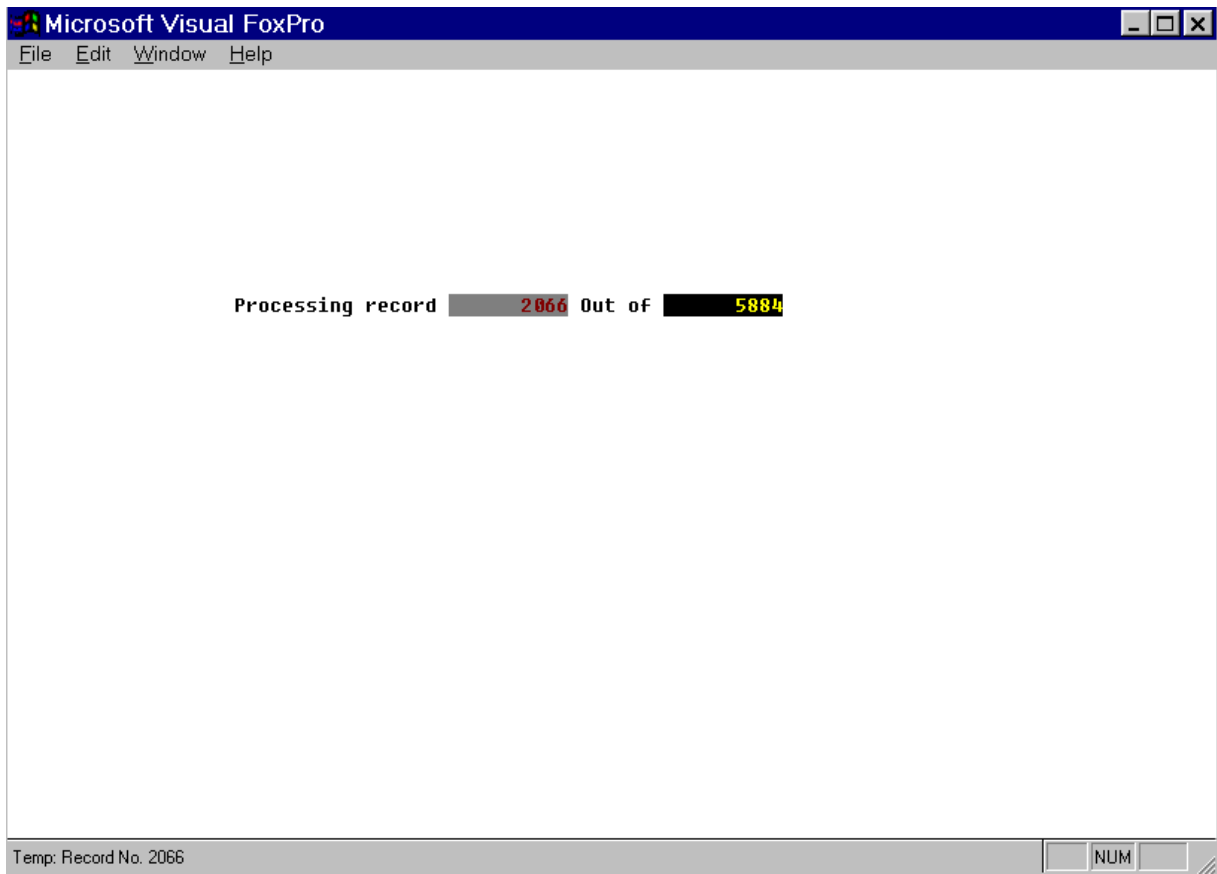 Microsoft Visual FoxPro
File Edit Window Help
Processing record 2066 Out of 5884
Temp: Record No. 2066 NUM